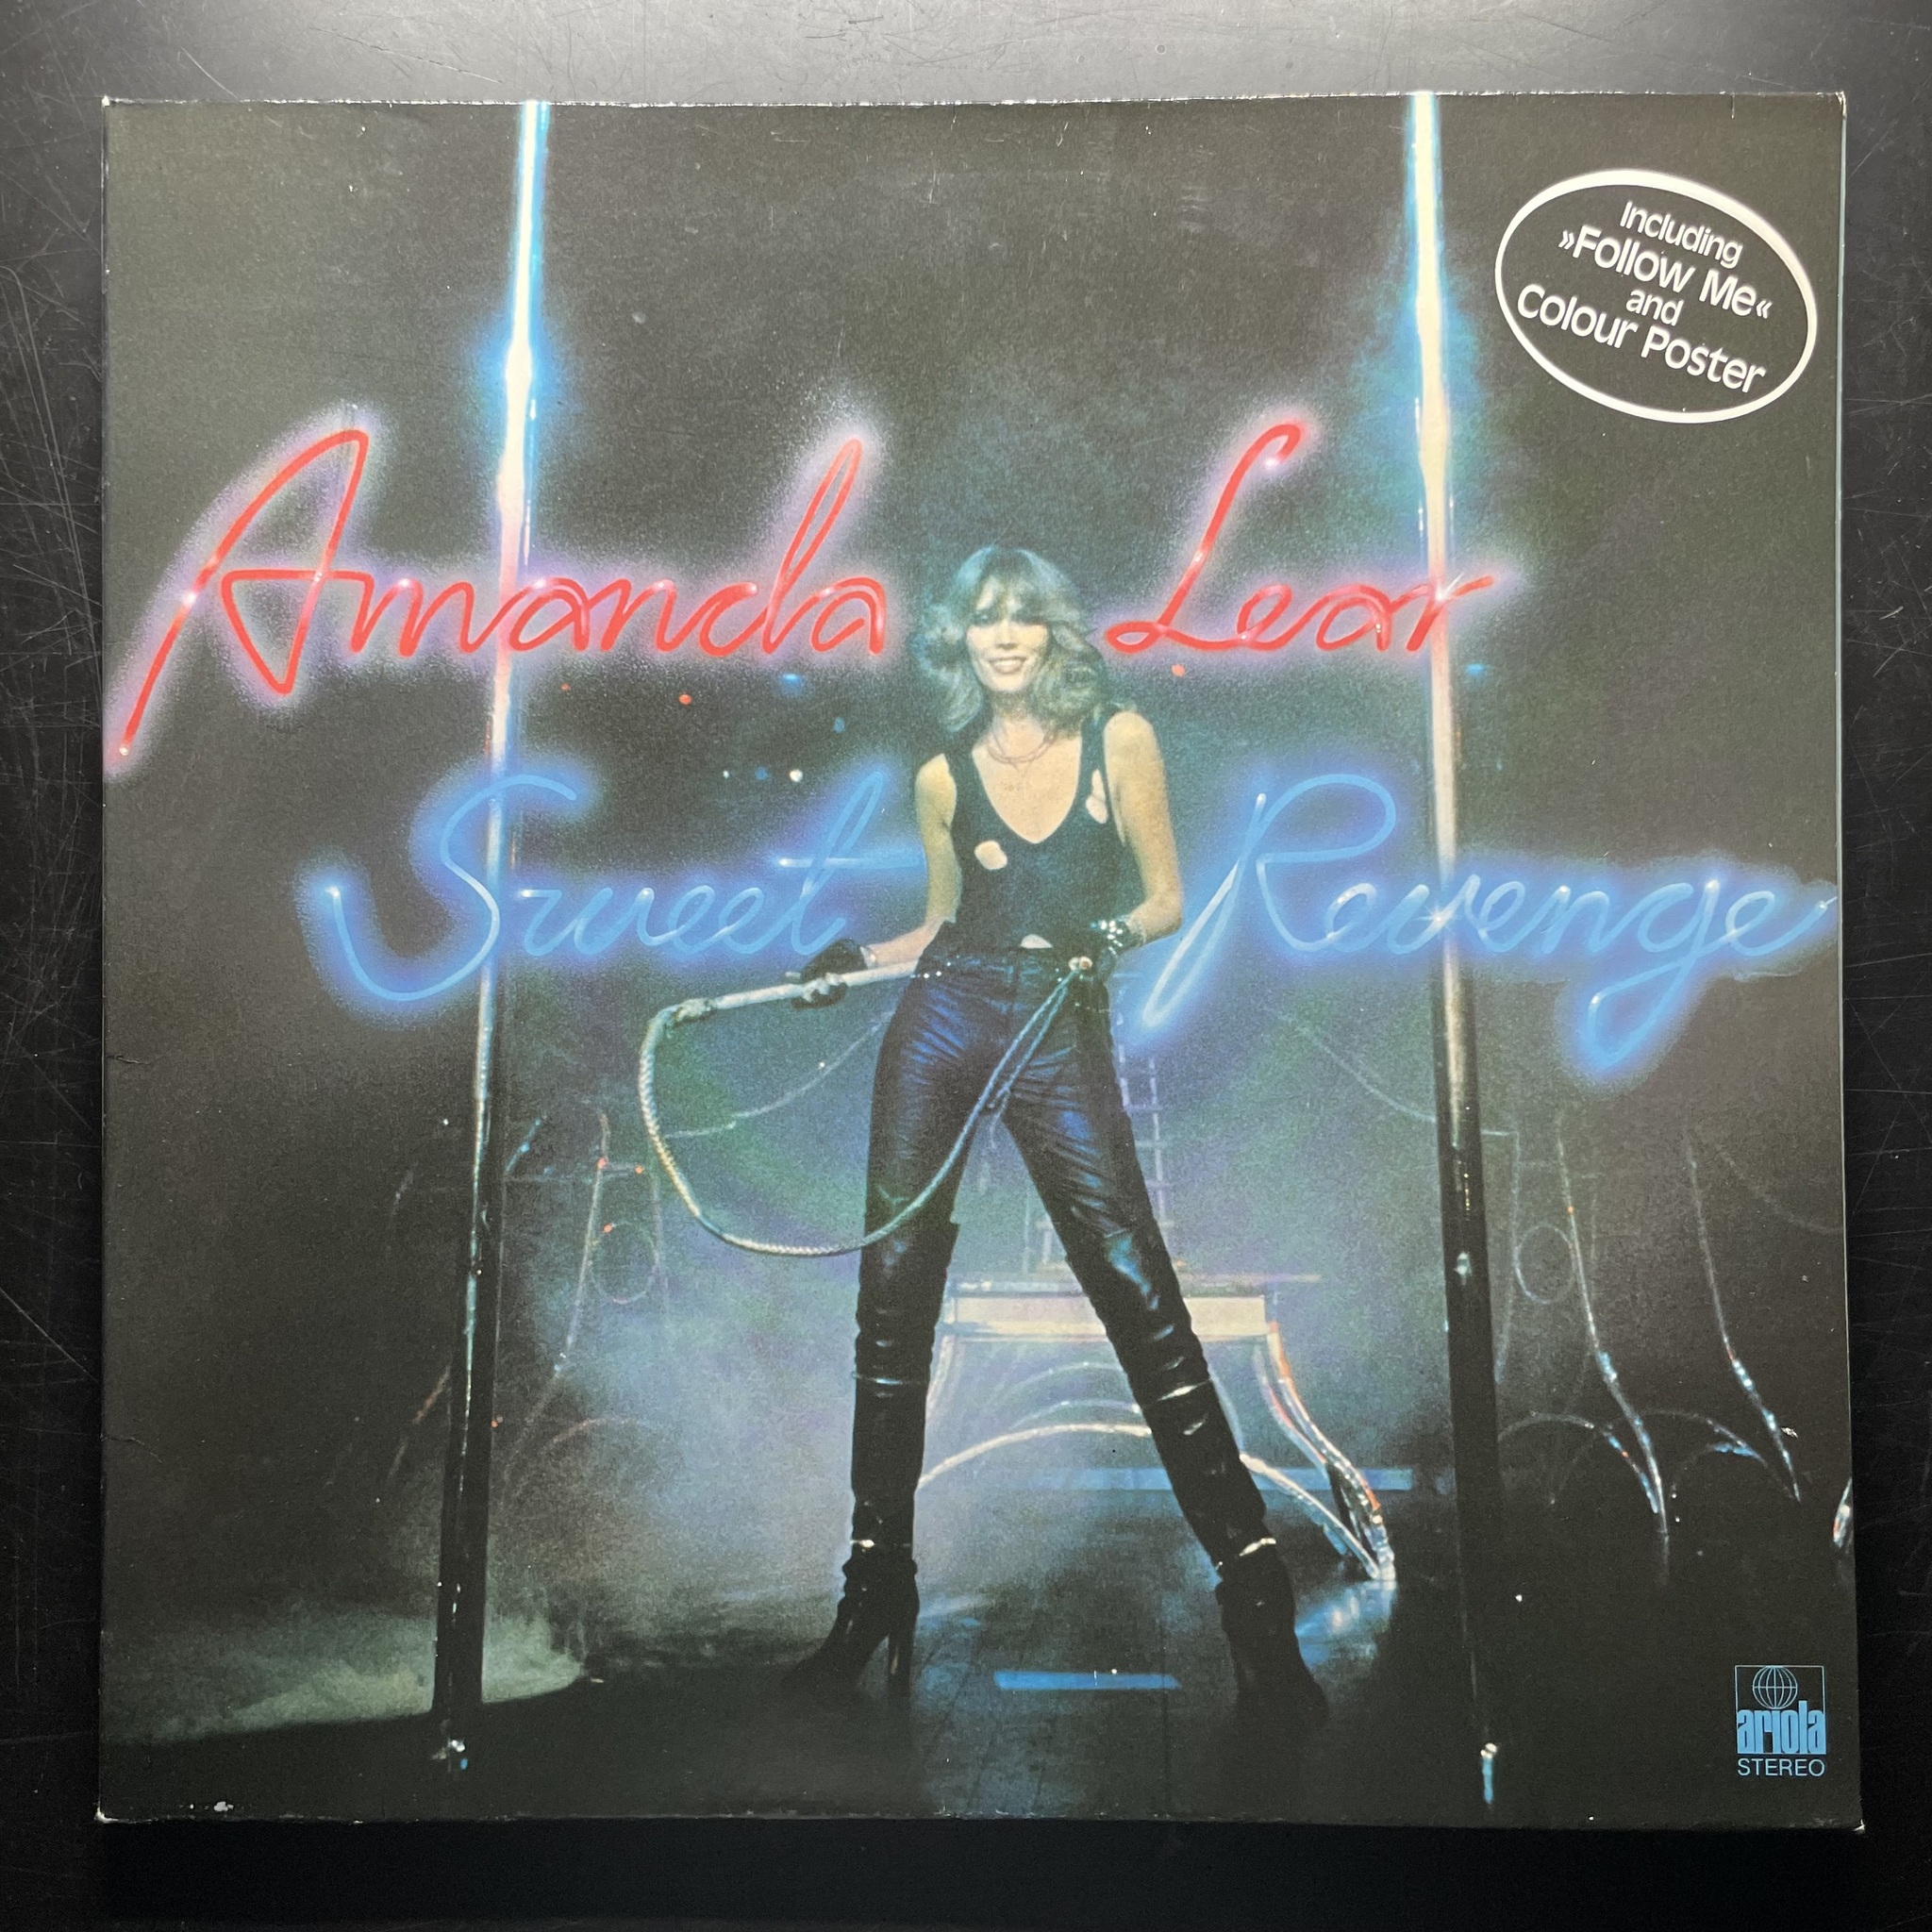 Including
»Follow Me«
and
Colour Poster
Amanda Lear
Sweet Revenge
ariola
STEREO